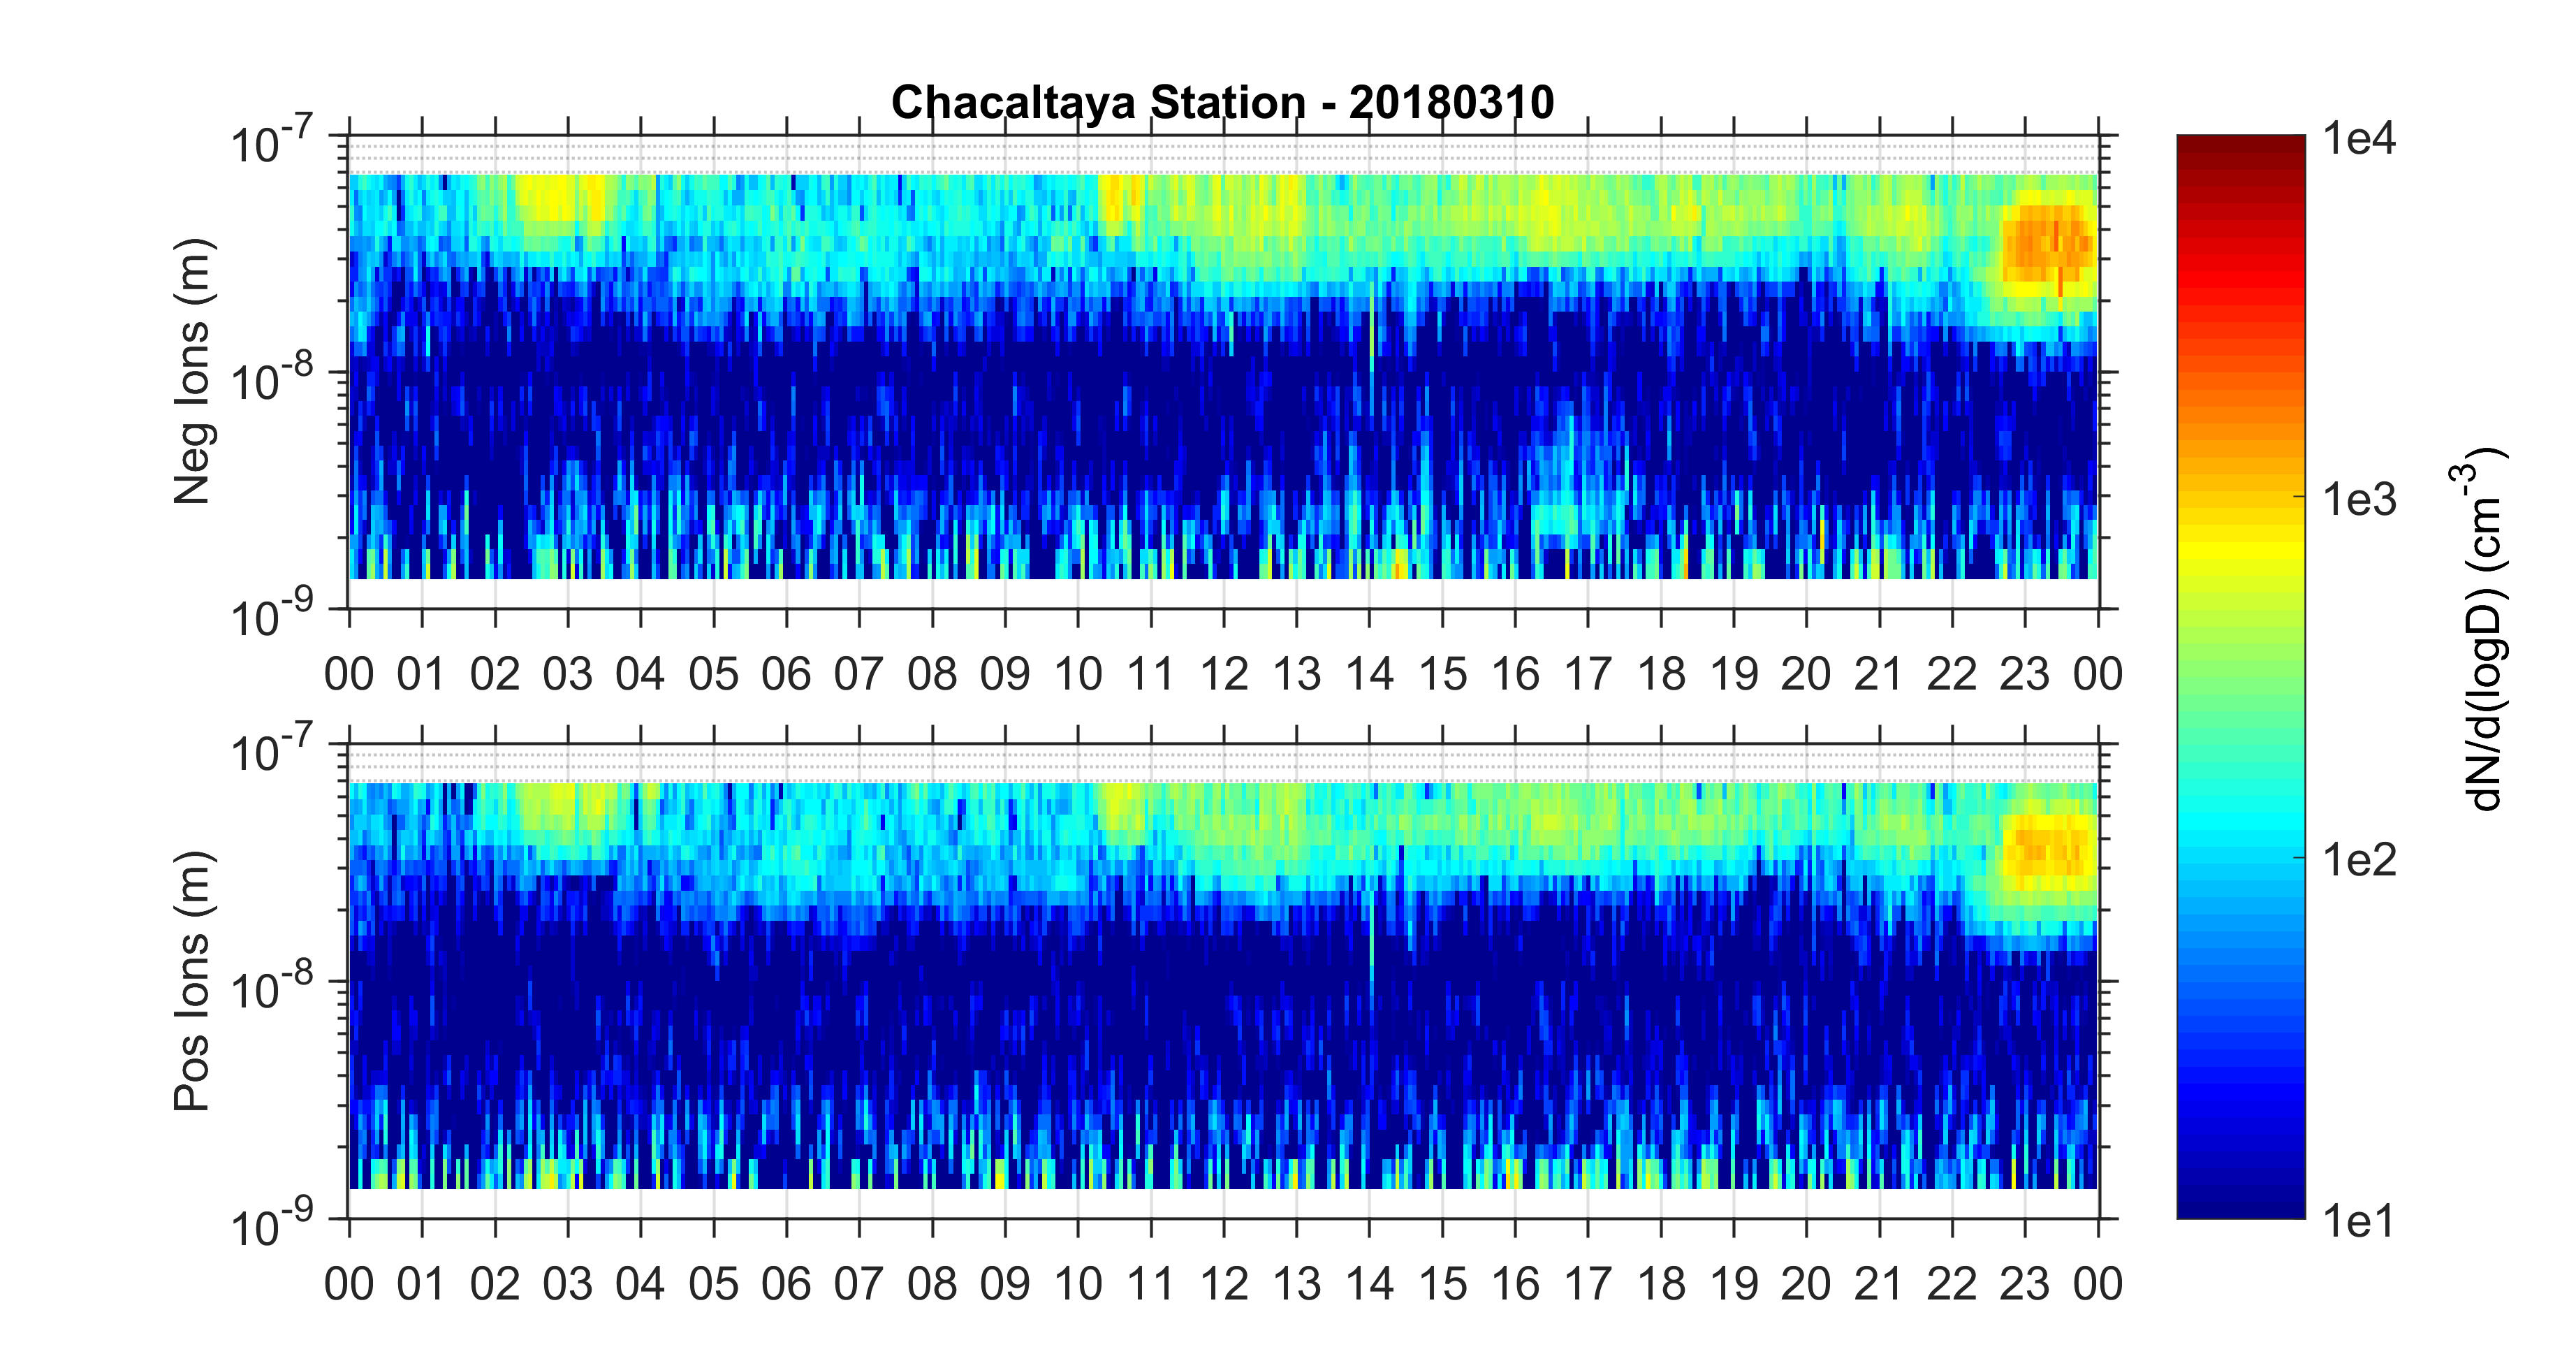 Chacaltaya Station - 20180310
10-7
10-8
10-9
Neg Ions (m)
00 01 02 03 04 05 06 07 08 09 10 11 12 13 14 15 16 17 18 19 20 21 22 23 00
10-7
10-8
10-9
Pos Ions (m)
00 01 02 03 04 05 06 07 08 09 10 11 12 13 14 15 16 17 18 19 20 21 22 23 00
1e4
1e3
1e2
1e1
dN/d(logD) (cm-3)